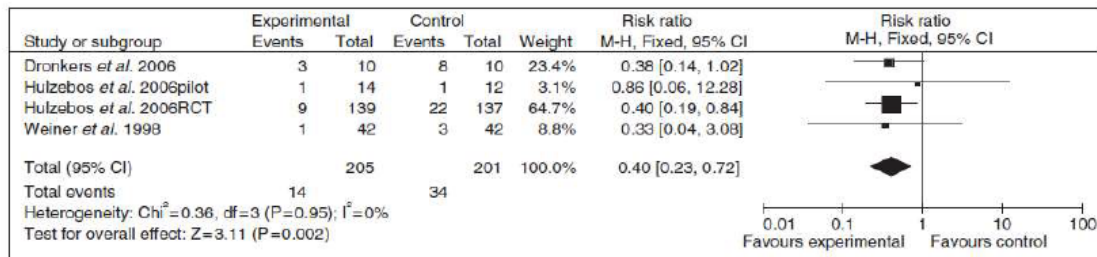 Experimental Control Risk ratio Risk ratio
Study or subgroup Events Total Events Total Weight M-H, Fixed, 95% CI M-H, Fixed, 95% CI
Dronkers et al. 2006 3 10 8 10 23.4% 0.38 [0.14, 1.02]
Hulzebos et al. 2006pilot 1 14 1 12 3.1% 0.86 [0.06, 12.28]
Hulzebos et al. 2006RCT 9 139 22 137 64.7% 0.40 [0.19, 0.84]
Weiner et al. 1998 1 42 3 42 8.8% 0.33 [0.04, 3.08]
Total (95% CI) 205 201 100.0% 0.40 [0.23, 0.72]
Total events 14 34
Heterogeneity: Chi²=0.36, df=3 (P=0.95); I²=0%
Test for overall effect: Z=3.11 (P=0.002)
0.01 0.1 1 10 100
Favours experimental Favours control